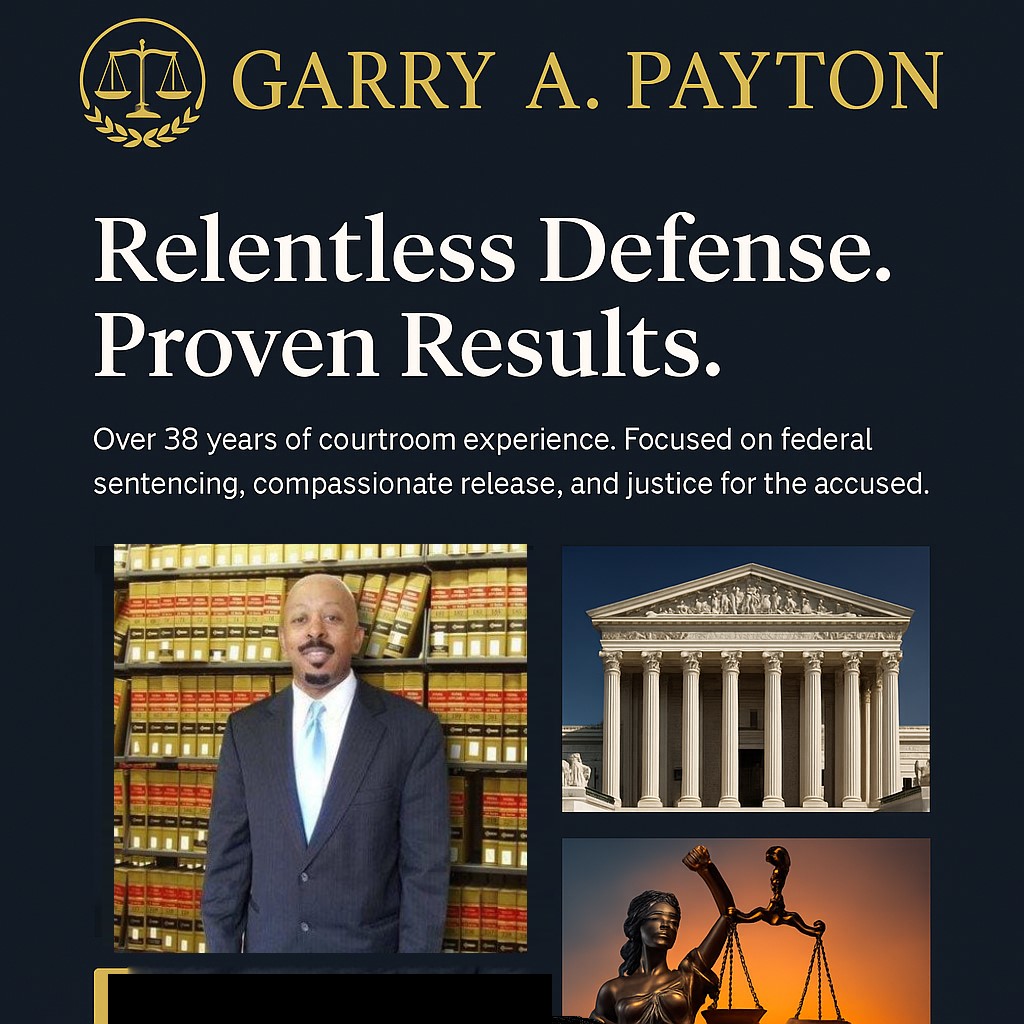 GARRY A. PAYTON
Relentless Defense.
Proven Results.
Over 38 years of courtroom experience. Focused on federal
sentencing, compassionate release, and justice for the accused.